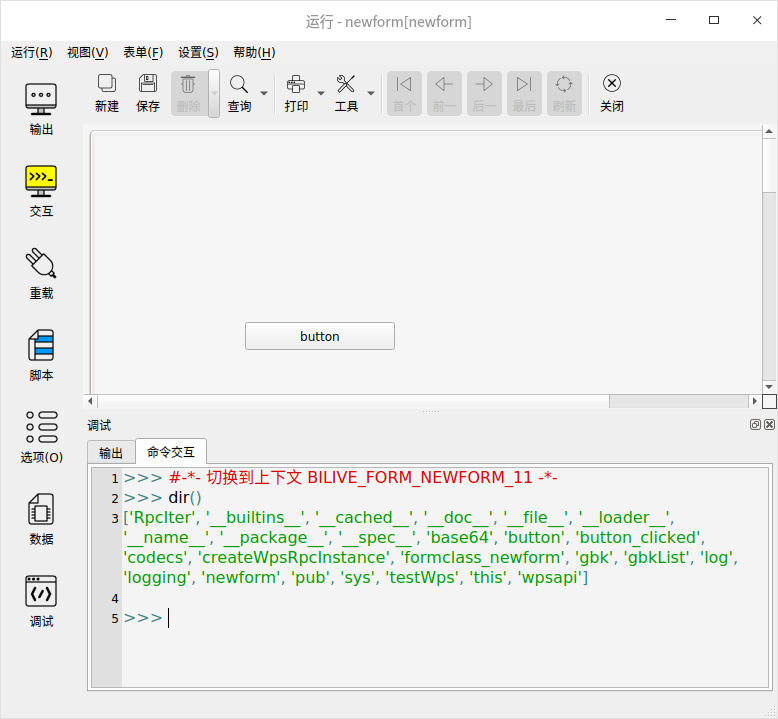 运行 - newform[newform]
运行(R) 视图(V) 表单(F) 设置(S) 帮助(H)
新建 保存 删除 查询 打印 工具 首个 前一 后一 最后 刷新 关闭
输出
交互
重载
脚本
选项(O)
数据
调试
button
调试
输出 命令交互
1 >>> #-*- 切换到上下文 BILIVE_FORM_NEWFORM_11 -*-
2 >>> dir()
3 ['RpcIter', '__builtins__', '__cached__', '__doc__', '__file__', '__loader__',
'__name__', '__package__', '__spec__', 'base64', 'button', 'button_clicked',
'codecs', 'createWpsRpcInstance', 'formclass_newform', 'gbk', 'gbkList', 'log',
'logging', 'newform', 'pub', 'sys', 'testWps', 'this', 'wpsapi']
4
5 >>>